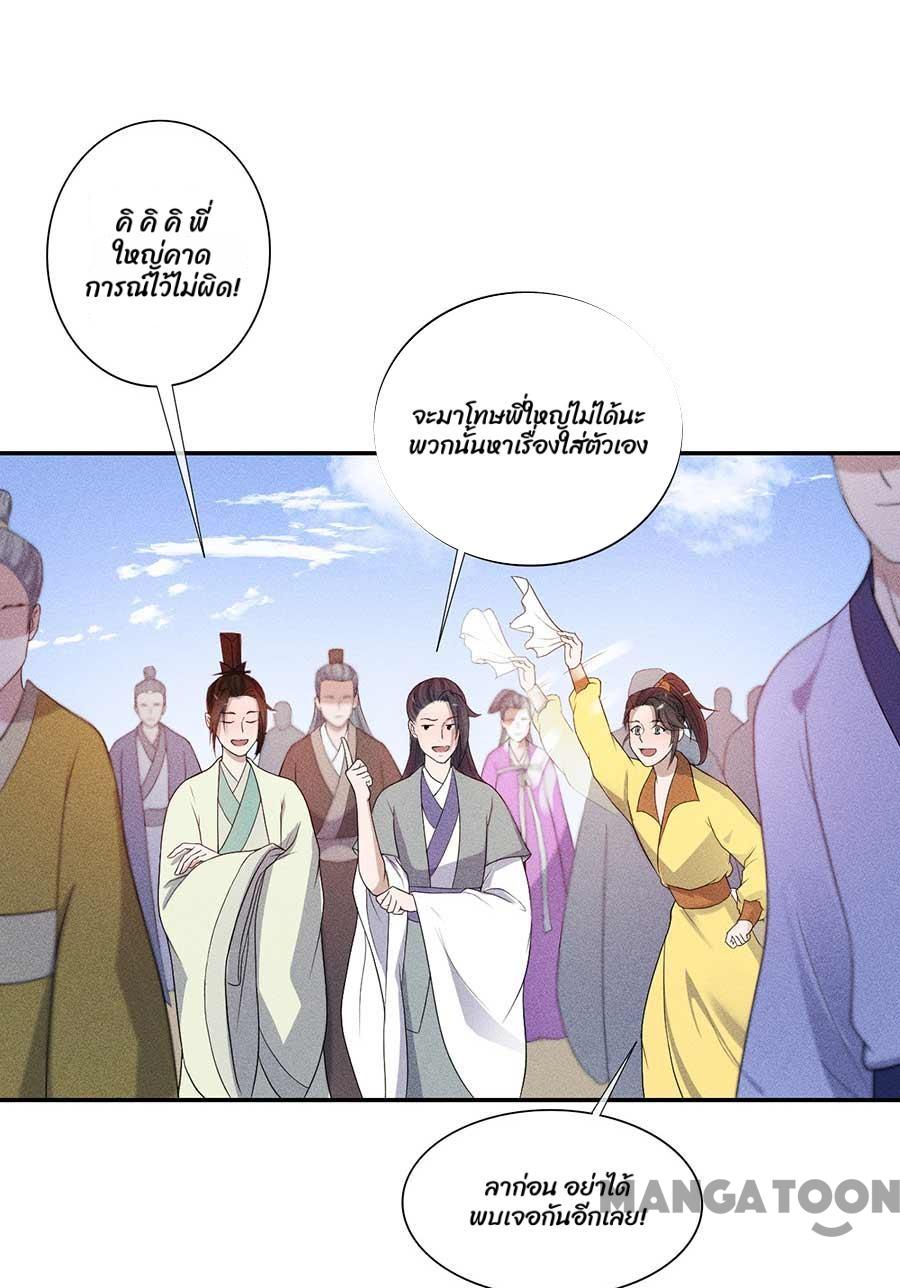 คิ คิ คิ พี่
ใหญ่คาด
การณ์ไว้ไม่ผิด!
จะมาโทษพี่ใหญ่ไม่ได้นะ
พวกนั้นหาเรื่องใส่ตัวเอง
ลาก่อน อย่าได้
พบเจอกันอีกเลย!
MANGATOON